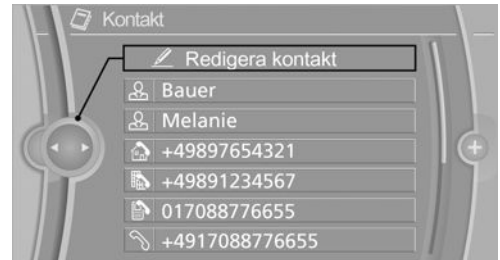 Kontakt
Redigera kontakt
Bauer
Melanie
+49897654321
+49891234567
017088776655
+4917088776655